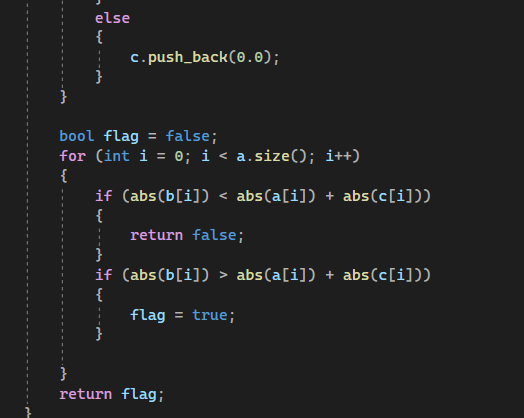 }
else
{
c.push_back(0.0);
}
}
bool flag = false;
for (int i = 0; i < a.size(); i++)
{
if (abs(b[i]) < abs(a[i]) + abs(c[i]))
{
return false;
}
if (abs(b[i]) > abs(a[i]) + abs(c[i]))
{
flag = true;
}
}
return flag;
}